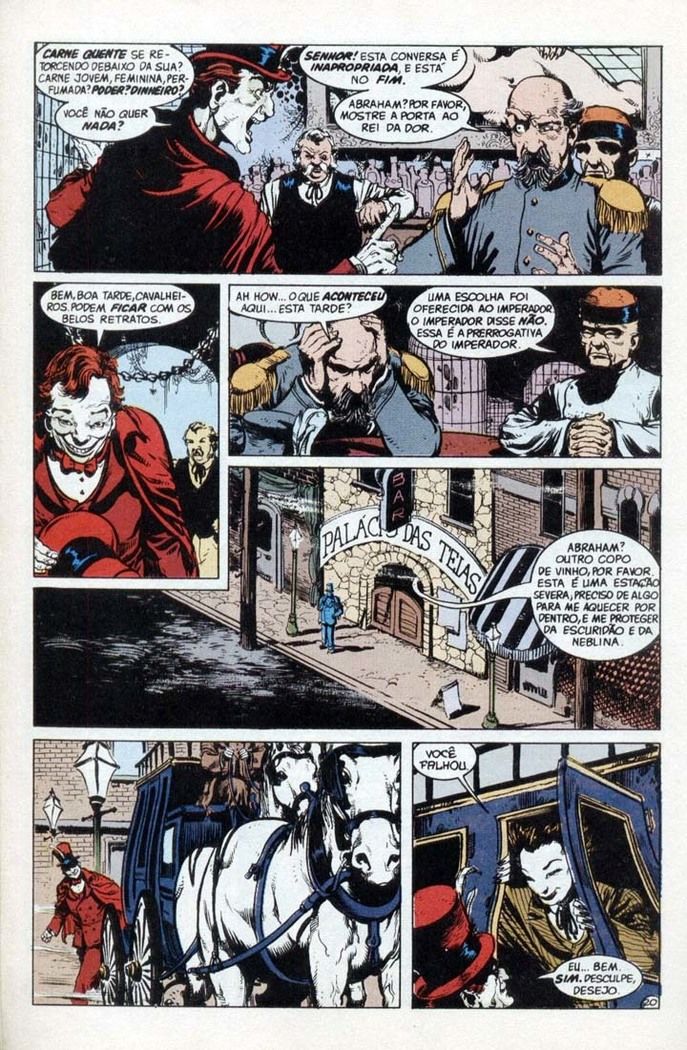 CARNE QUENTE SE RE-
TORCENDO DEBAIXO DA SUA?
CARNE JOVEM, FEMININA, PER-
FUMADA? PODER? DINHEIRO?
VOCÊ NÃO QUER
NADA?
SENHOR! ESTA CONVERSA É
INAPROPRIADA, E ESTÁ
NO FIM.
ABRAHAM? POR FAVOR,
MOSTRE A PORTA AO
REI DA DOR.
BEM, BOA TARDE, CAVALHEI-
ROS. PODEM FICAR COM OS
BELOS RETRATOS.
AH HOW... O QUE ACONTECEU
AQUI... ESTA TARDE?
UMA ESCOLHA FOI
OFERECIDA AO IMPERADOR.
O IMPERADOR DISSE NÃO.
ESSA É A PRERROGATIVA
DO IMPERADOR.
BAR
PALÁCIO DAS TEIAS
ABRAHAM?
OUTRO COPO
DE VINHO, POR FAVOR.
ESTA É UMA ESTAÇÃO
SEVERA, PRECISO DE ALGO
PARA ME AQUECER POR
DENTRO, E ME PROTEGER
DA ESCURIDÃO E DA
NEBLINA.
VOCÊ
FALHOU.
EU... BEM.
SIM. DESCULPE,
DESEJO.
20